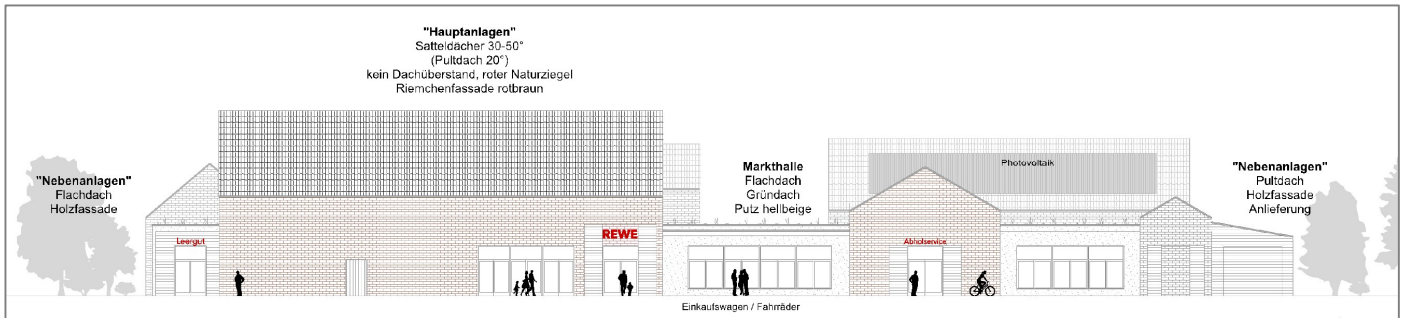 "Hauptanlagen"
Satteldächer 30-50°
(Pultdach 20°)
kein Dachüberstand, roter Naturziegel
Riemchenfassade rotbraun
"Nebenanlagen"
Flachdach
Holzfassade
Markthalle
Flachdach
Gründach
Putz hellbeige
Photovoltaik
"Nebenanlagen"
Pultdach
Holzfassade
Anlieferung
Leergut
REWE
Abholservice
Einkaufswagen / Fahrräder